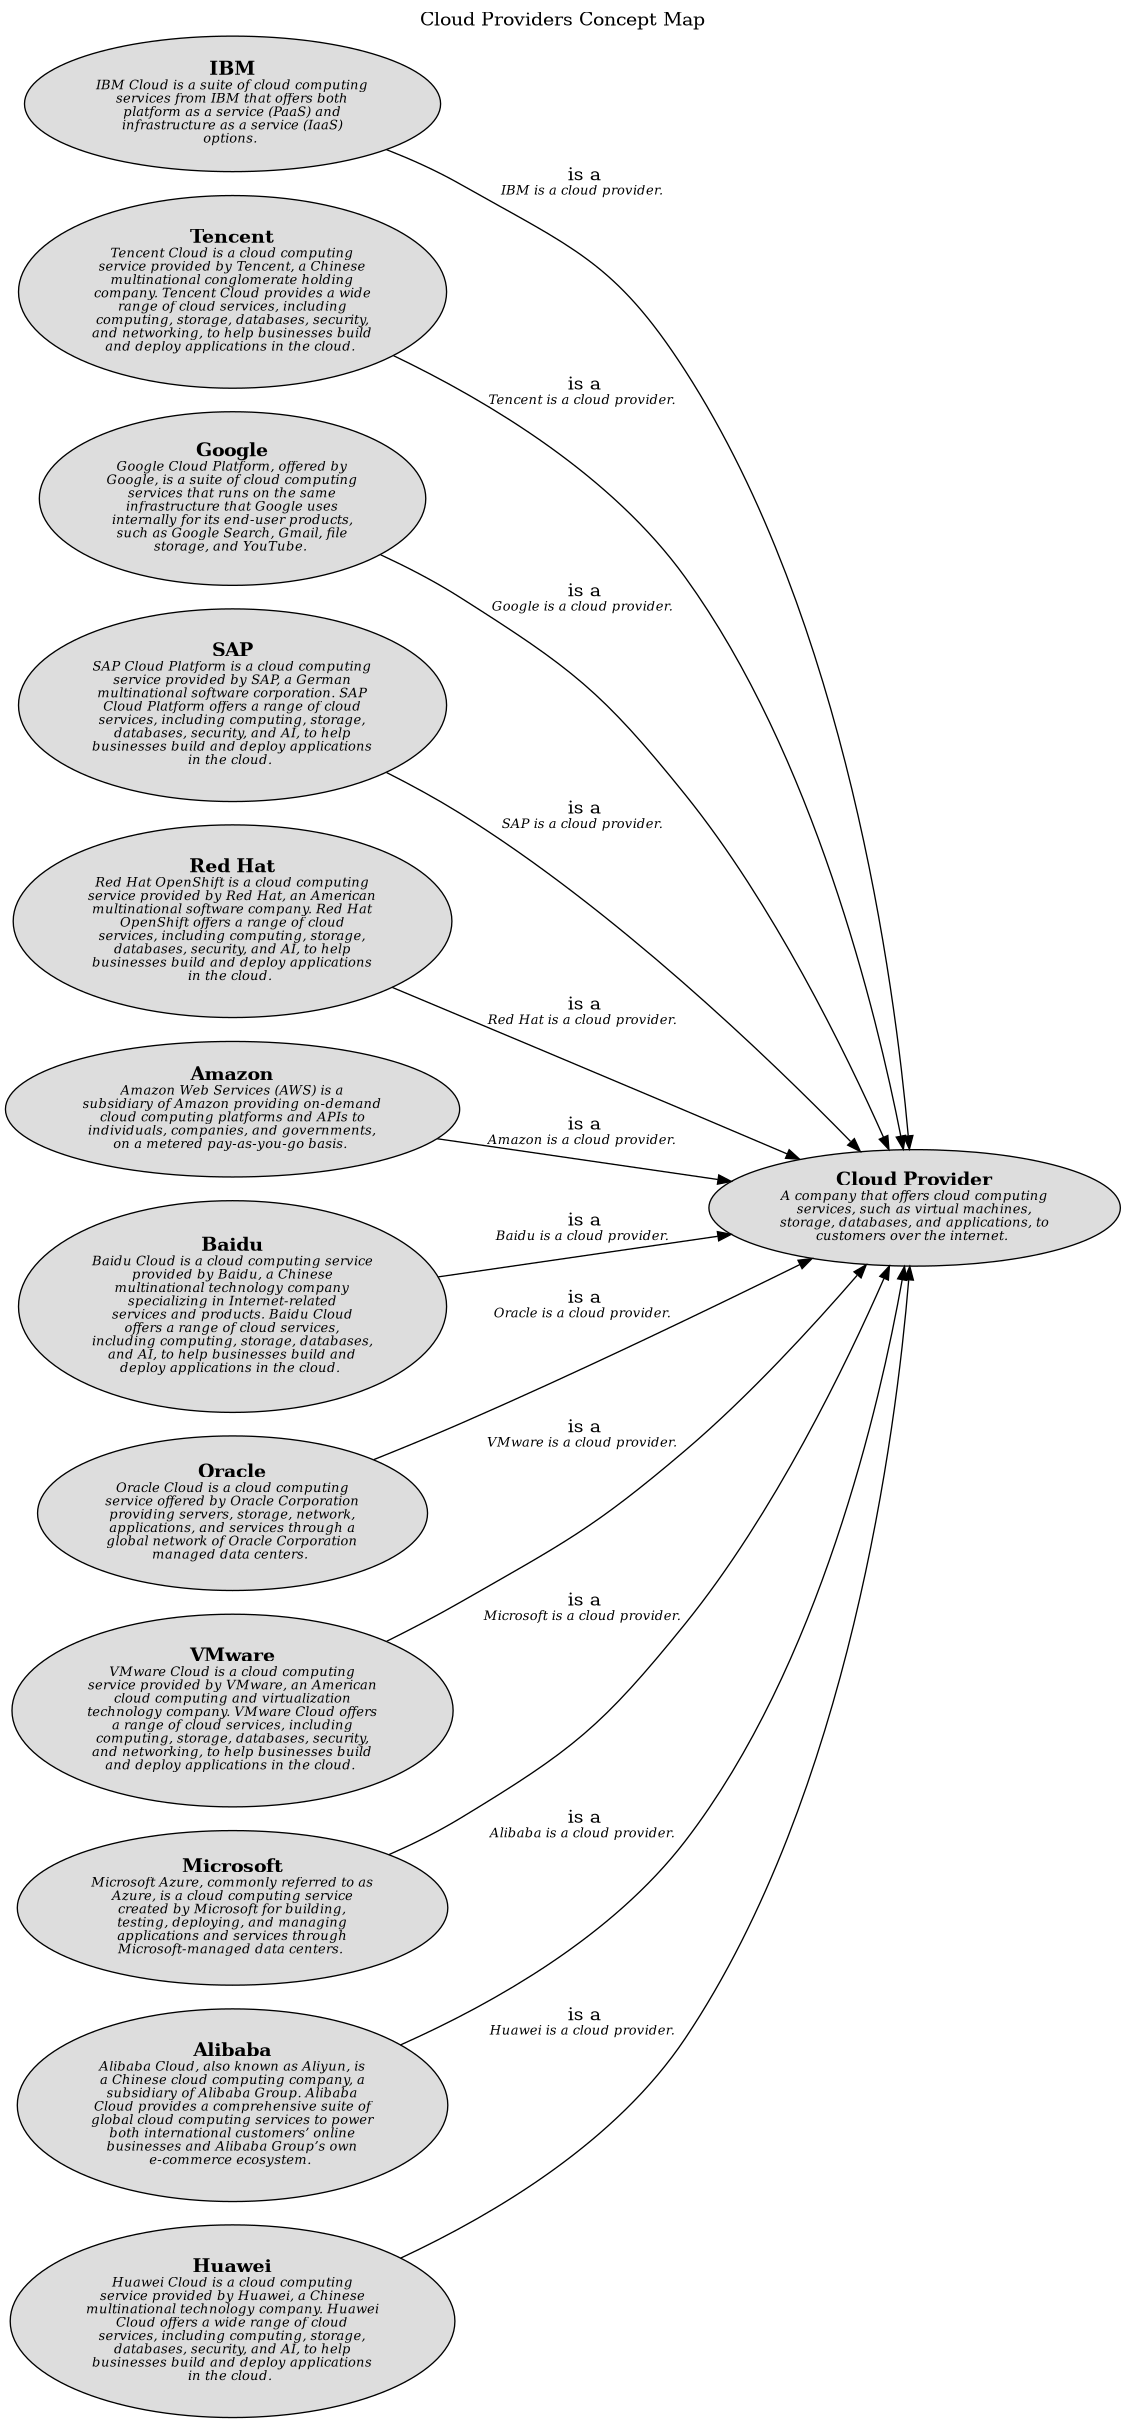 Cloud Providers Concept Map
IBM
IBM Cloud is a suite of cloud computing
services from IBM that offers both
platform as a service (PaaS) and
infrastructure as a service (IaaS)
options.
is a
IBM is a cloud provider.
Tencent
Tencent Cloud is a cloud computing
service provided by Tencent, a Chinese
multinational conglomerate holding
company. Tencent Cloud provides a wide
range of cloud services, including
computing, storage, databases, security,
and networking, to help businesses build
and deploy applications in the cloud.
is a
Tencent is a cloud provider.
Google
Google Cloud Platform, offered by
Google, is a suite of cloud computing
services that runs on the same
infrastructure that Google uses
internally for its end-user products,
such as Google Search, Gmail, file
storage, and YouTube.
is a
Google is a cloud provider.
SAP
SAP Cloud Platform is a cloud computing
service provided by SAP, a German
multinational software corporation. SAP
Cloud Platform offers a range of cloud
services, including computing, storage,
databases, security, and AI, to help
businesses build and deploy applications
in the cloud.
is a
SAP is a cloud provider.
Red Hat
Red Hat OpenShift is a cloud computing
service provided by Red Hat, an American
multinational software company. Red Hat
OpenShift offers a range of cloud
services, including computing, storage,
databases, security, and AI, to help
businesses build and deploy applications
in the cloud.
is a
Red Hat is a cloud provider.
Amazon
Amazon Web Services (AWS) is a
subsidiary of Amazon providing on-demand
cloud computing platforms and APIs to
individuals, companies, and governments,
on a metered pay-as-you-go basis.
is a
Amazon is a cloud provider.
Cloud Provider
A company that offers cloud computing
services, such as virtual machines,
storage, databases, and applications, to
customers over the internet.
Baidu
Baidu Cloud is a cloud computing service
provided by Baidu, a Chinese
multinational technology company
specializing in Internet-related
services and products. Baidu Cloud
offers a range of cloud services,
including computing, storage, databases,
and AI, to help businesses build and
deploy applications in the cloud.
is a
Baidu is a cloud provider.
is a
Oracle is a cloud provider.
Oracle
Oracle Cloud is a cloud computing
service offered by Oracle Corporation
providing servers, storage, network,
applications, and services through a
global network of Oracle Corporation
managed data centers.
is a
VMware is a cloud provider.
VMware
VMware Cloud is a cloud computing
service provided by VMware, an American
cloud computing and virtualization
technology company. VMware Cloud offers
a range of cloud services, including
computing, storage, databases, security,
and networking, to help businesses build
and deploy applications in the cloud.
is a
Microsoft is a cloud provider.
Microsoft
Microsoft Azure, commonly referred to as
Azure, is a cloud computing service
created by Microsoft for building,
testing, deploying, and managing
applications and services through
Microsoft-managed data centers.
is a
Alibaba is a cloud provider.
Alibaba
Alibaba Cloud, also known as Aliyun, is
a Chinese cloud computing company, a
subsidiary of Alibaba Group. Alibaba
Cloud provides a comprehensive suite of
global cloud computing services to power
both international customers’ online
businesses and Alibaba Group’s own
e-commerce ecosystem.
is a
Huawei is a cloud provider.
Huawei
Huawei Cloud is a cloud computing
service provided by Huawei, a Chinese
multinational technology company. Huawei
Cloud offers a wide range of cloud
services, including computing, storage,
databases, security, and AI, to help
businesses build and deploy applications
in the cloud.